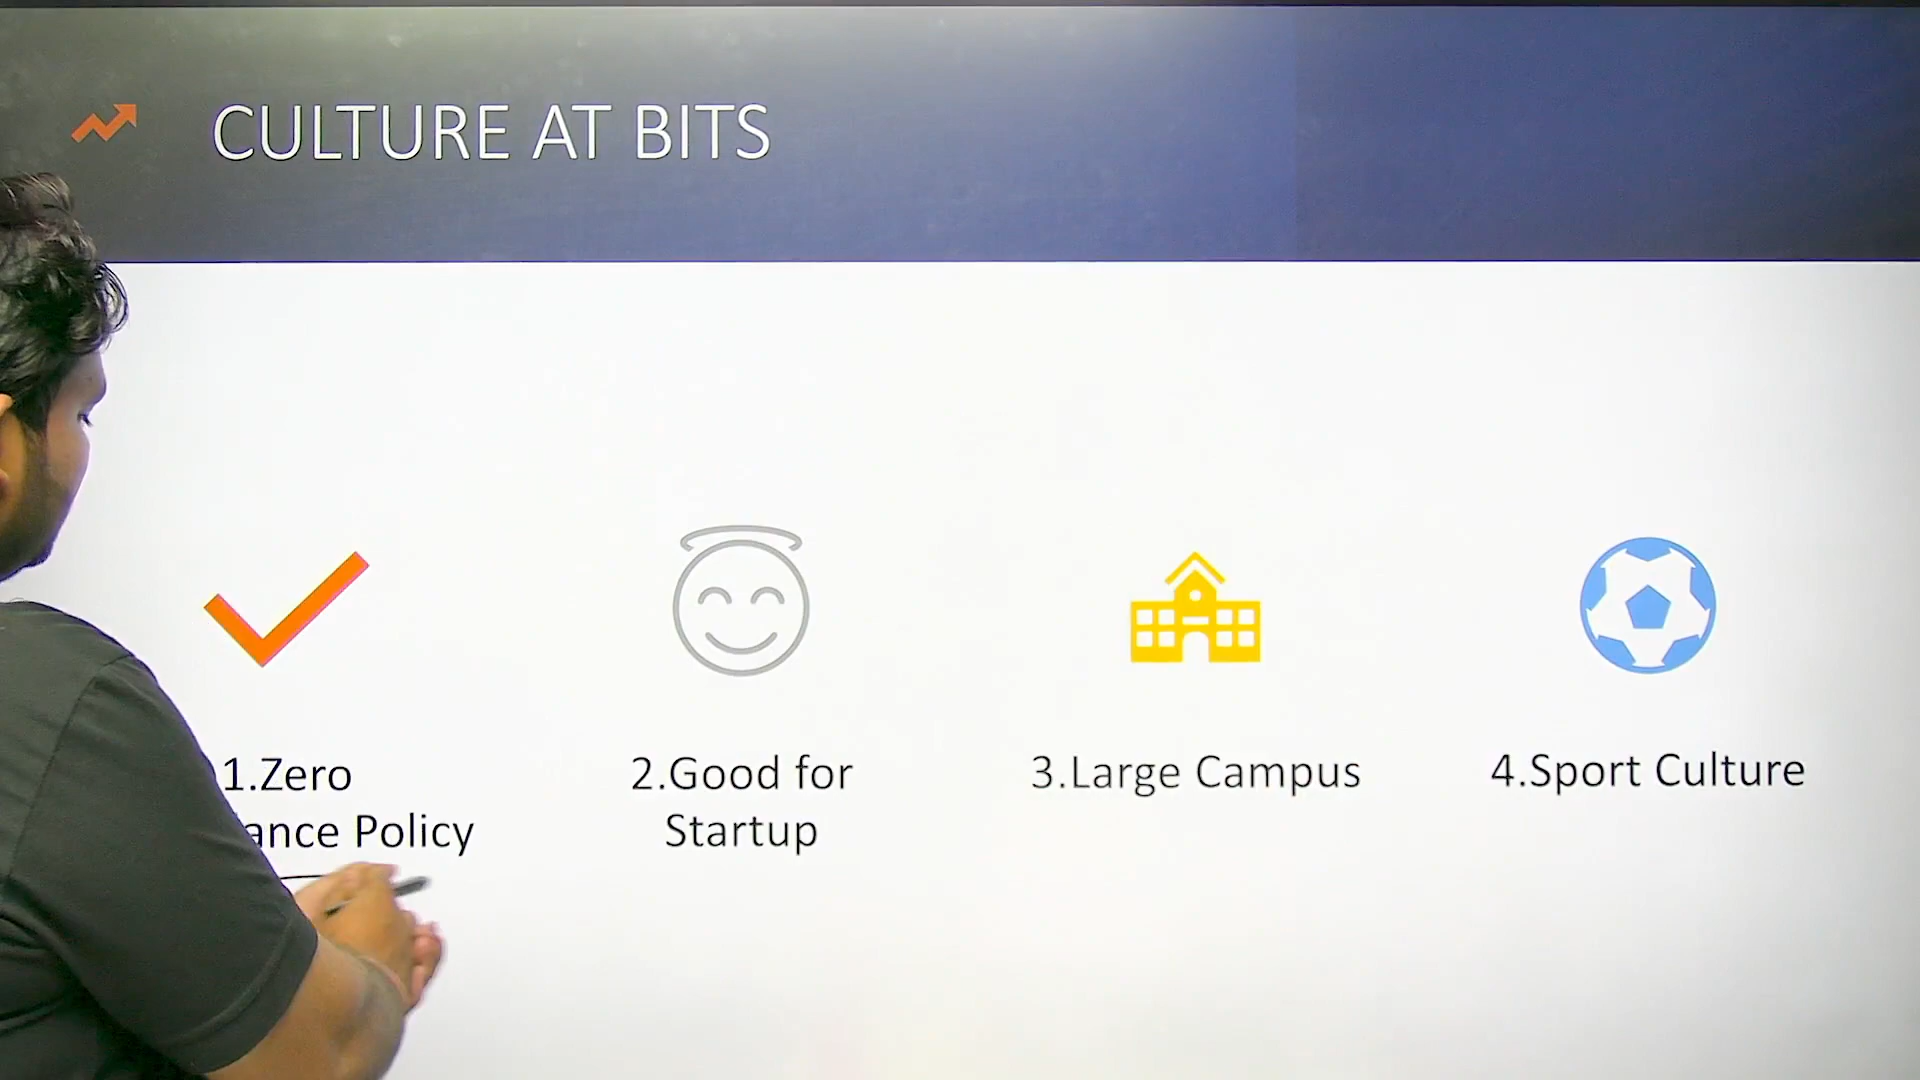 CULTURE AT BITS
1.Zero
ance Policy
2.Good for
Startup
3.Large Campus
4.Sport Culture